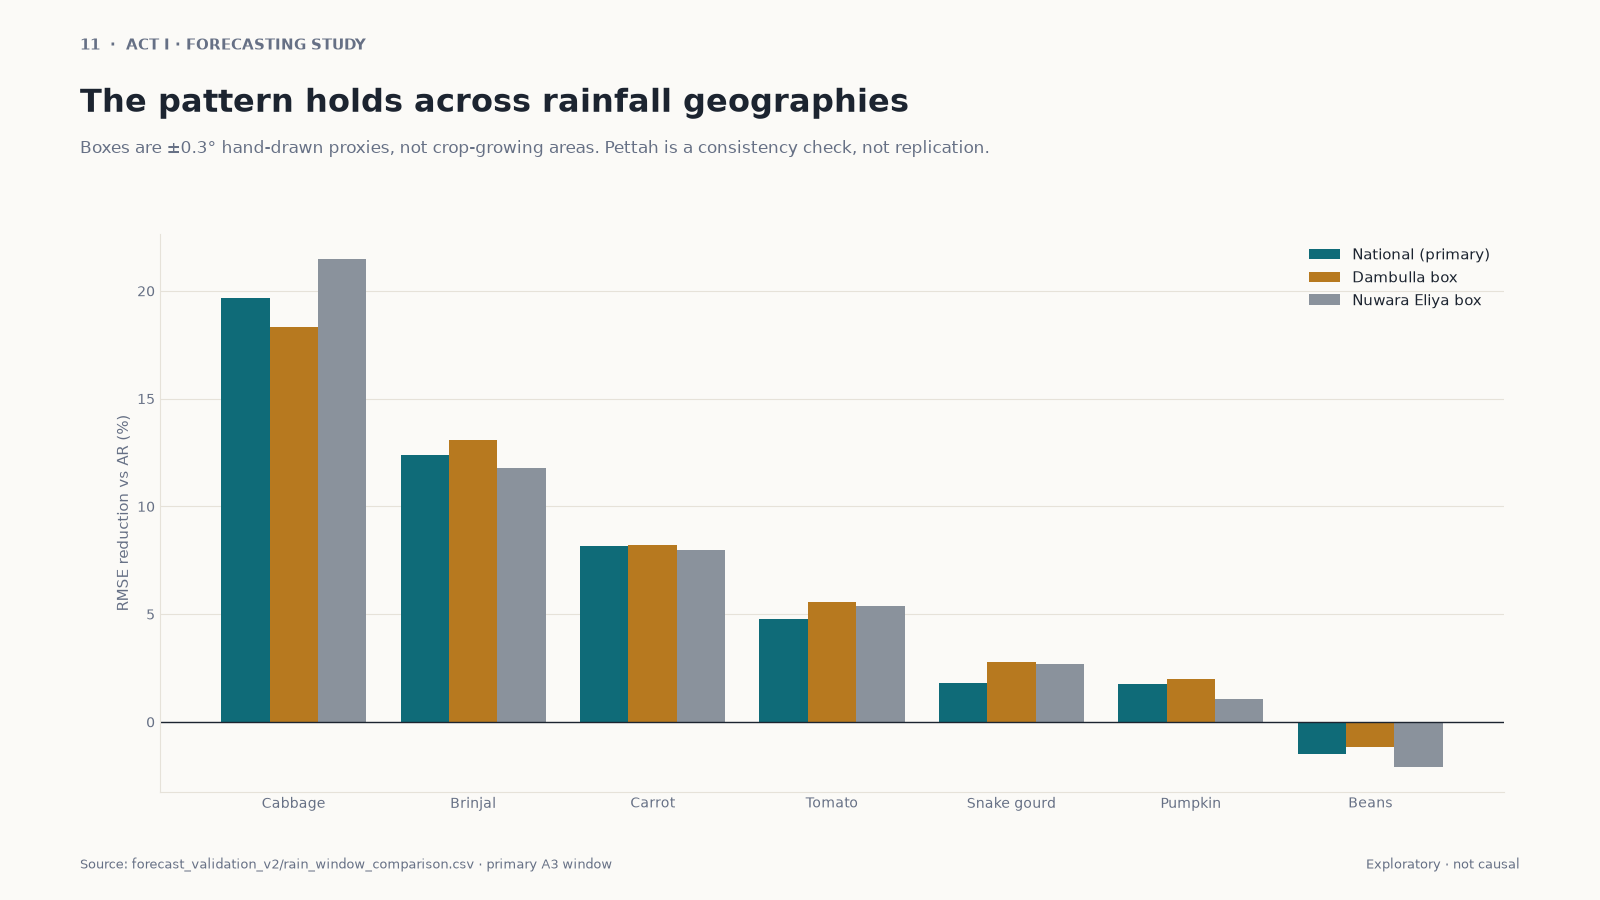 11 · ACT I · FORECASTING STUDY
The pattern holds across rainfall geographies
Boxes are ±0.3° hand-drawn proxies, not crop-growing areas. Pettah is a consistency check, not replication.
National (primary)
Dambulla box
Nuwara Eliya box
RMSE reduction vs AR (%)
20
15
10
5
0
Cabbage Brinjal Carrot Tomato Snake gourd Pumpkin Beans
Source: forecast_validation_v2/rain_window_comparison.csv · primary A3 window
Exploratory · not causal